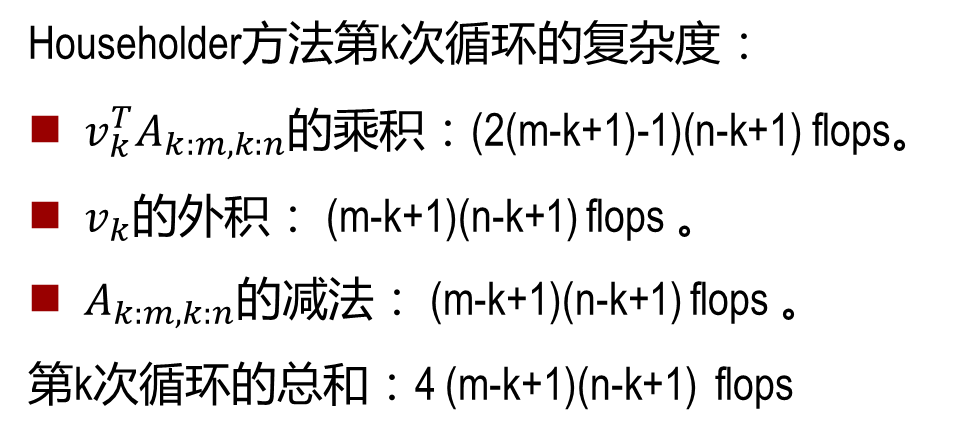 Householder方法第k次循环的复杂度：
■ $v_k^T A_{k:m,k:n}$的乘积：(2(m-k+1)-1)(n-k+1) flops。
■ $v_k$的外积： (m-k+1)(n-k+1) flops 。
■ $A_{k:m,k:n}$的减法： (m-k+1)(n-k+1) flops 。
第k次循环的总和：4 (m-k+1)(n-k+1) flops